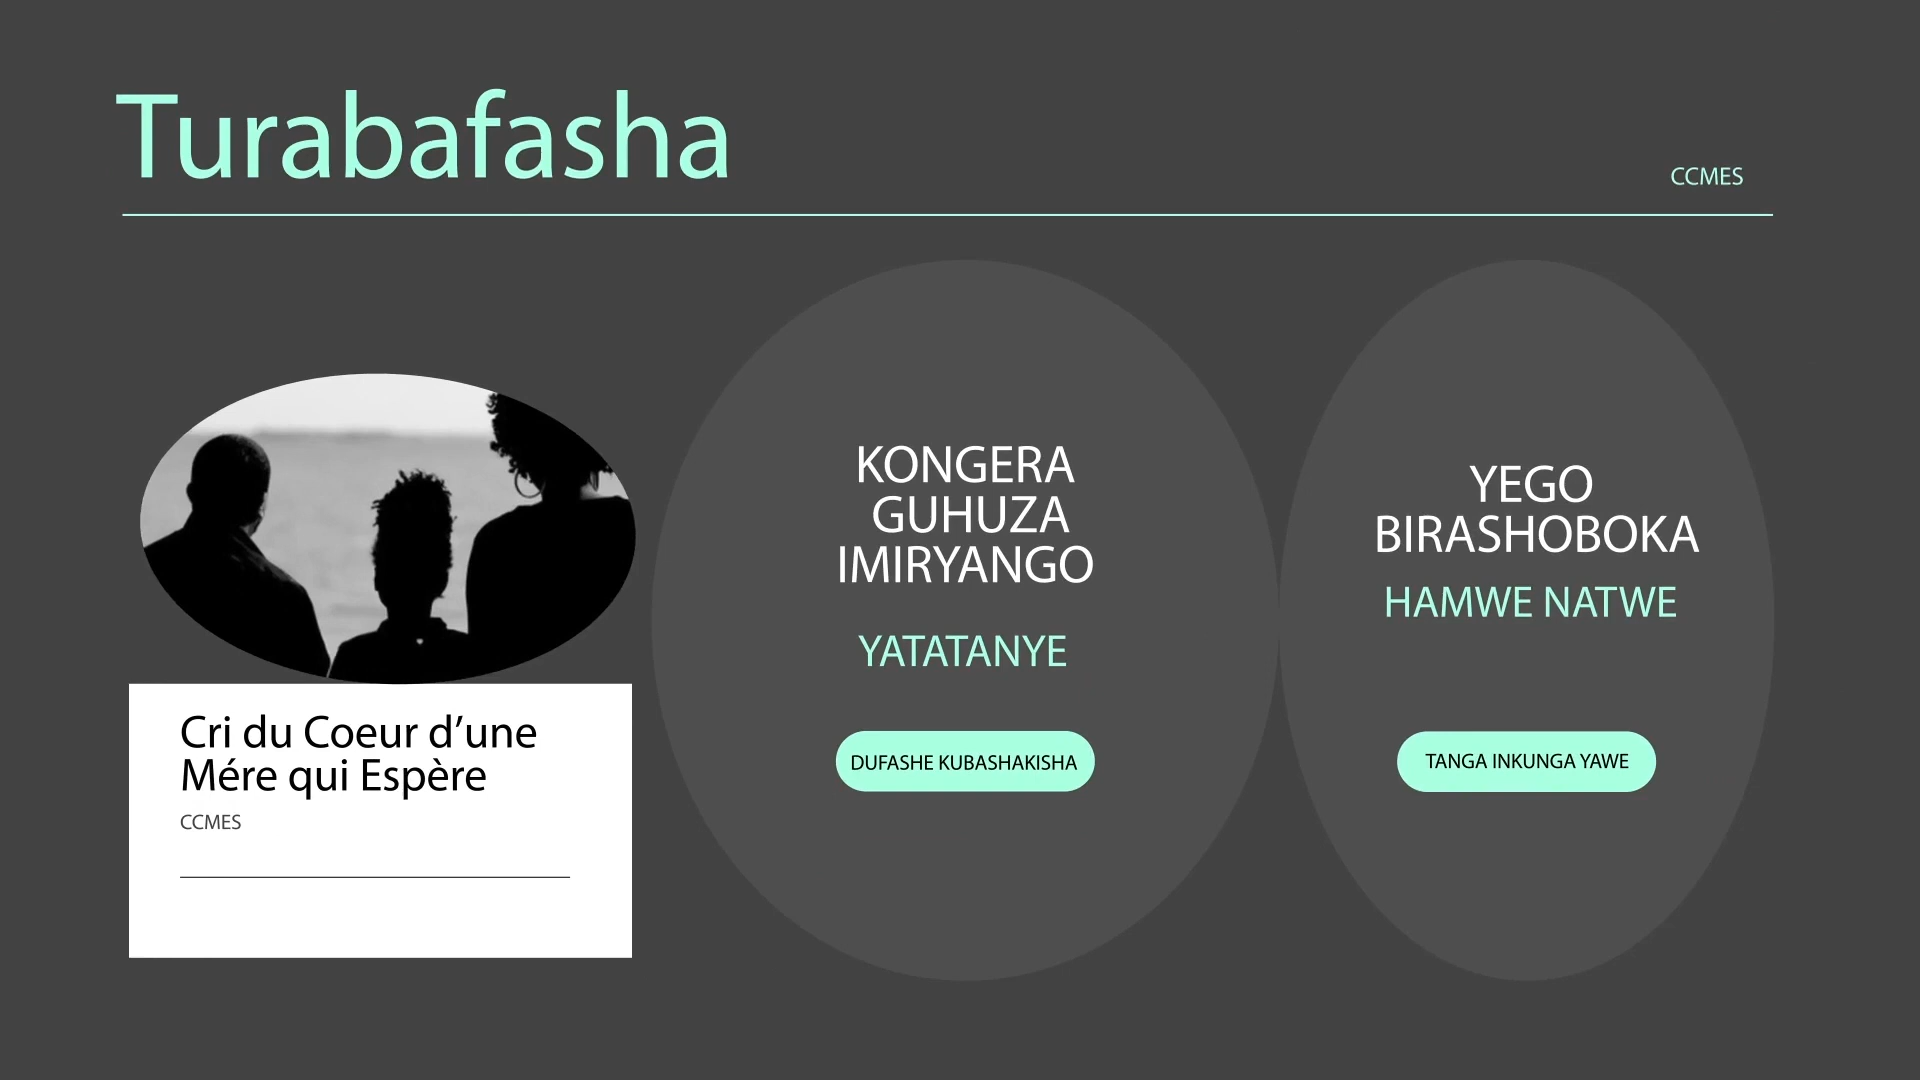 Turabafasha
CCMES
Cri du Coeur d’une
Mére qui Espère
CCMES
KONGERA
GUHUZA
IMIRYANGO
YATATANYE
DUFASHE KUBASHAKISHA
YEGO
BIRASHOBOKA
HAMWE NATWE
TANGA INKUNGA YAWE